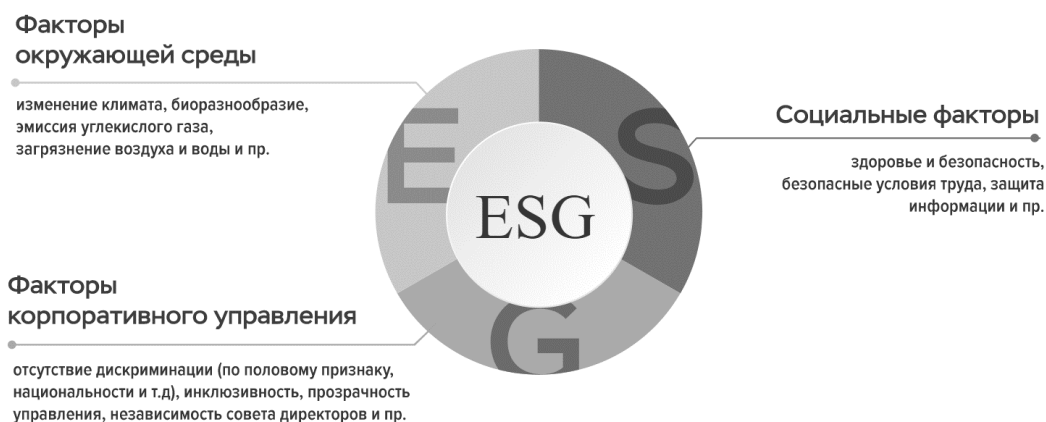 Факторы
окружающей среды
изменение климата, биоразнообразие,
эмиссия углекислого газа,
загрязнение воздуха и воды и пр.
E
S
G
ESG
Социальные факторы
здоровье и безопасность,
безопасные условия труда, защита
информации и пр.
Факторы
корпоративного управления
отсутствие дискриминации (по половому признаку,
национальности и т.д), инклюзивность, прозрачность
управления, независимость совета директоров и пр.